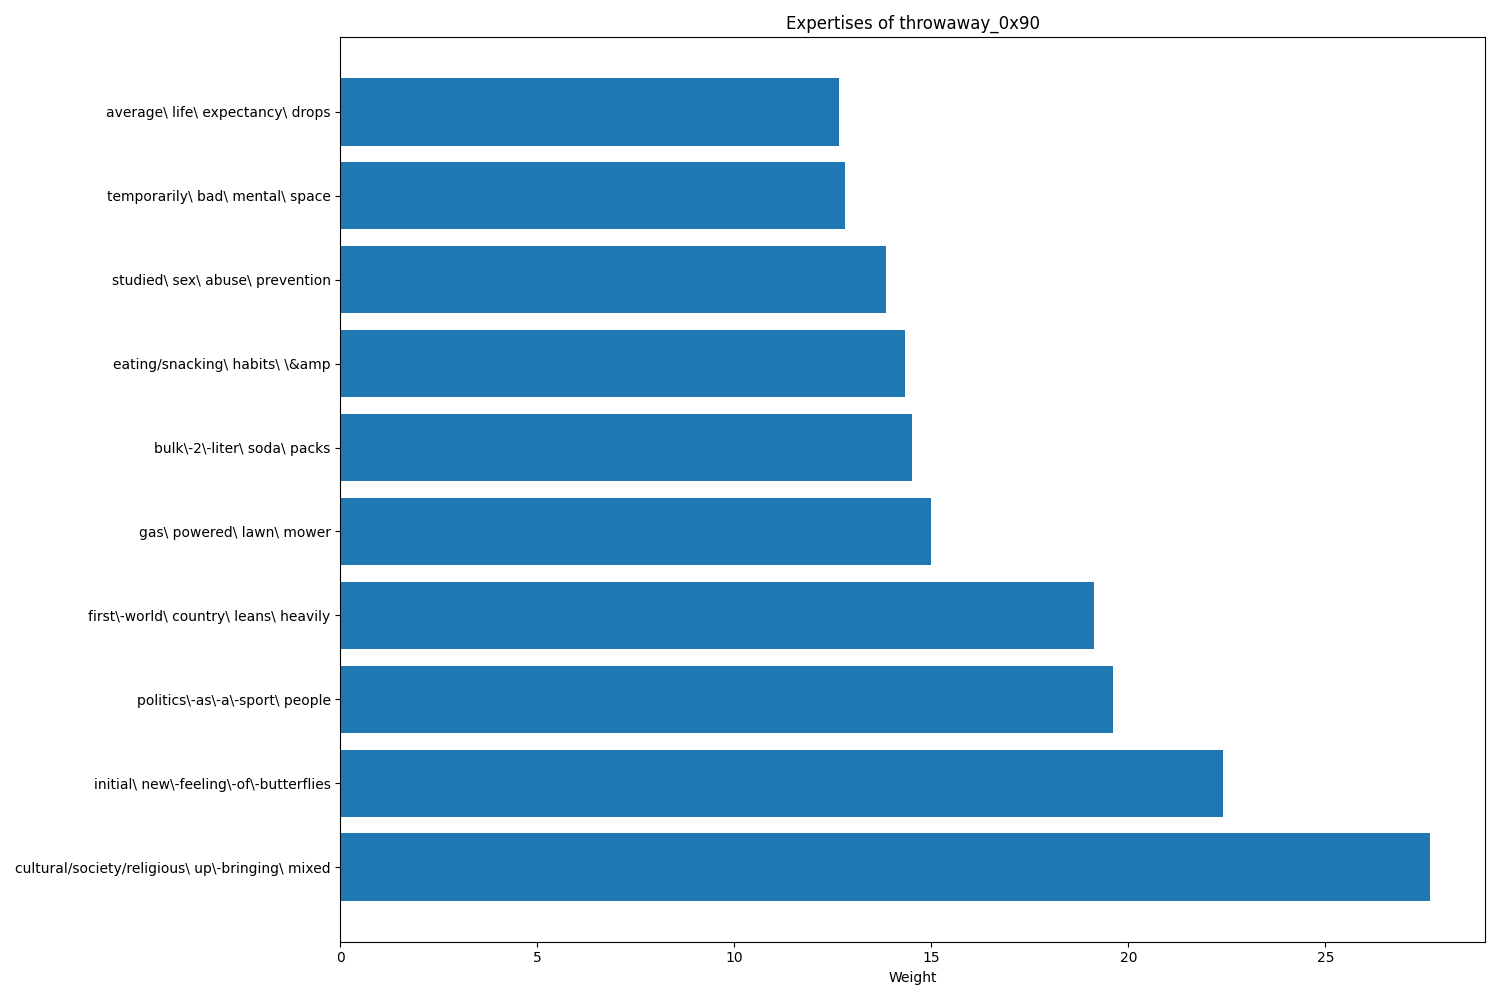 Expertises of throwaway_0x90
average\ life\ expectancy\ drops
temporarily\ bad\ mental\ space
studied\ sex\ abuse\ prevention
eating/snacking\ habits\ \&amp
bulk\-2\-liter\ soda\ packs
gas\ powered\ lawn\ mower
first\-world\ country\ leans\ heavily
politics\-as\-a\-sport\ people
initial\ new\-feeling\-of\-butterflies
cultural/society/religious\ up\-bringing\ mixed
0 5 10 15 20 25
Weight